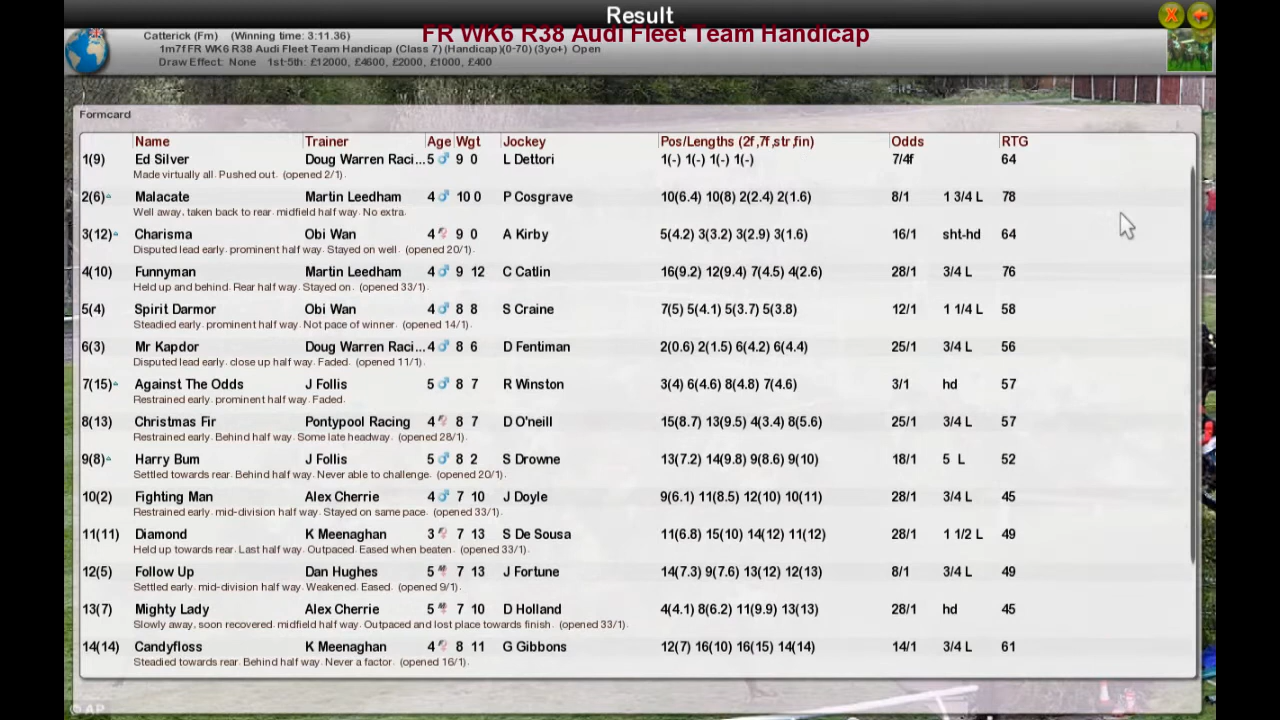 Result
FR WK6 R38 Audi Fleet Team Handicap
Catterick (Fm) (Winning time: 3:11.36)
1m7f FR WK6 R38 Audi Fleet Team Handicap (Class 7) (Handicap)(0-70) (3yo+) Open
Draw Effect: None 1st-5th: £12000, £4600, £2000, £1000, £400
Formcard
Name Trainer Age Wgt Jockey Pos/Lengths (2f,7f,str,fin) Odds RTG
1(9) Ed Silver Doug Warren Raci... 5 9 0 L Dettori 1(-) 1(-) 1(-) 1(-) 7/4f 64
Made virtually all. Pushed out. (opened 2/1).
2(6) Malacate Martin Leedham 4 10 0 P Cosgrave 10(6.4) 10(8) 2(2.4) 2(1.6) 8/1 1 3/4 L 78
Well away, taken back to rear. midfield half way. No extra.
3(12) Charisma Obi Wan 4 9 0 A Kirby 5(4.2) 3(3.2) 3(2.9) 3(1.6) 16/1 sht-hd 64
Disputed lead early. prominent half way. Stayed on well. (opened 20/1).
4(10) Funnyman Martin Leedham 4 9 12 C Catlin 16(9.2) 12(9.4) 7(4.5) 4(2.6) 28/1 3/4 L 76
Held up and behind. Rear half way. Stayed on. (opened 33/1).
5(4) Spirit Darmor Obi Wan 4 8 8 S Craine 7(5) 5(4.1) 5(3.7) 5(3.8) 12/1 1 1/4 L 58
Steadied early. prominent half way. Not pace of winner. (opened 14/1).
6(3) Mr Kapdor Doug Warren Raci... 4 8 6 D Fentiman 2(0.6) 2(1.5) 6(4.2) 6(4.4) 25/1 3/4 L 56
Disputed lead early. close up half way. Faded. (opened 11/1).
7(15) Against The Odds J Follis 5 8 7 R Winston 3(4) 6(4.6) 8(4.8) 7(4.6) 3/1 hd 57
Restrained early. prominent half way. Faded.
8(13) Christmas Fir Pontypool Racing 4 8 7 D O'neill 15(8.7) 13(9.5) 4(3.4) 8(5.6) 25/1 3/4 L 57
Restrained early. Behind half way. Some late headway. (opened 28/1).
9(8) Harry Bum J Follis 5 8 2 S Drowne 13(7.2) 14(9.8) 9(8.6) 9(10) 18/1 5 L 52
Settled towards rear. Behind half way. Never able to challenge. (opened 20/1).
10(2) Fighting Man Alex Cherrie 4 7 10 J Doyle 9(6.1) 11(8.5) 12(10) 10(11) 28/1 3/4 L 45
Restrained early. mid-division half way. Stayed on same pace. (opened 33/1).
11(11) Diamond K Meenaghan 3 7 13 S De Sousa 11(6.8) 15(10) 14(12) 11(12) 28/1 1 1/2 L 49
Held up towards rear. Last half way. Outpaced. Eased when beaten. (opened 33/1).
12(5) Follow Up Dan Hughes 5 7 13 J Fortune 14(7.3) 9(7.6) 13(12) 12(13) 8/1 3/4 L 49
Settled early. mid-division half way. Weakened. Eased. (opened 9/1).
13(7) Mighty Lady Alex Cherrie 5 7 10 D Holland 4(4.1) 8(6.2) 11(9.9) 13(13) 28/1 hd 45
Slowly away, soon recovered. midfield half way. Outpaced and lost place towards finish. (opened 33/1).
14(14) Candyfloss K Meenaghan 4 8 11 G Gibbons 12(7) 16(10) 16(15) 14(14) 14/1 3/4 L 61
Steadied towards rear. Behind half way. Never a factor. (opened 16/1).
© AP